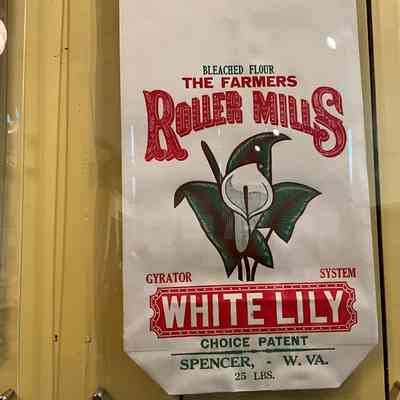 BLEACHED FLOUR
THE FARMERS
ROLLER MILLS
GYRATOR SYSTEM
WHITE LILY
CHOICE PATENT
SPENCER, - W. VA.
25 LBS.